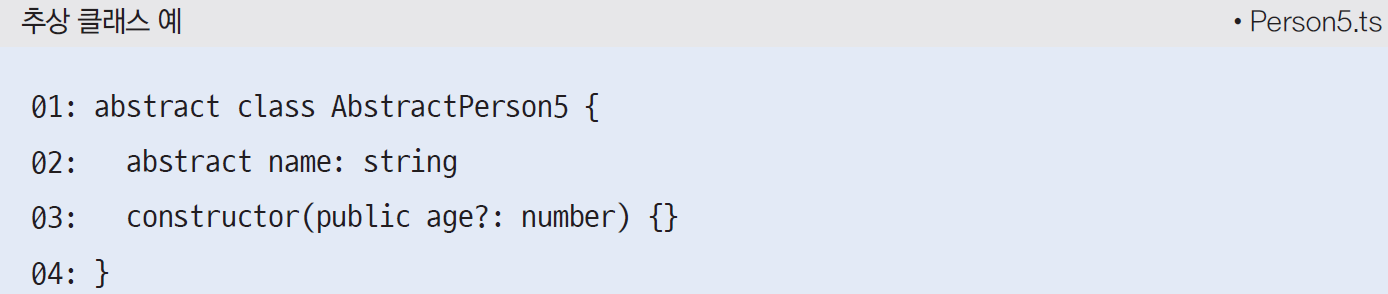 추상 클래스 예
• Person5.ts
01: abstract class AbstractPerson5 {
02:   abstract name: string
03:   constructor(public age?: number) {}
04: }